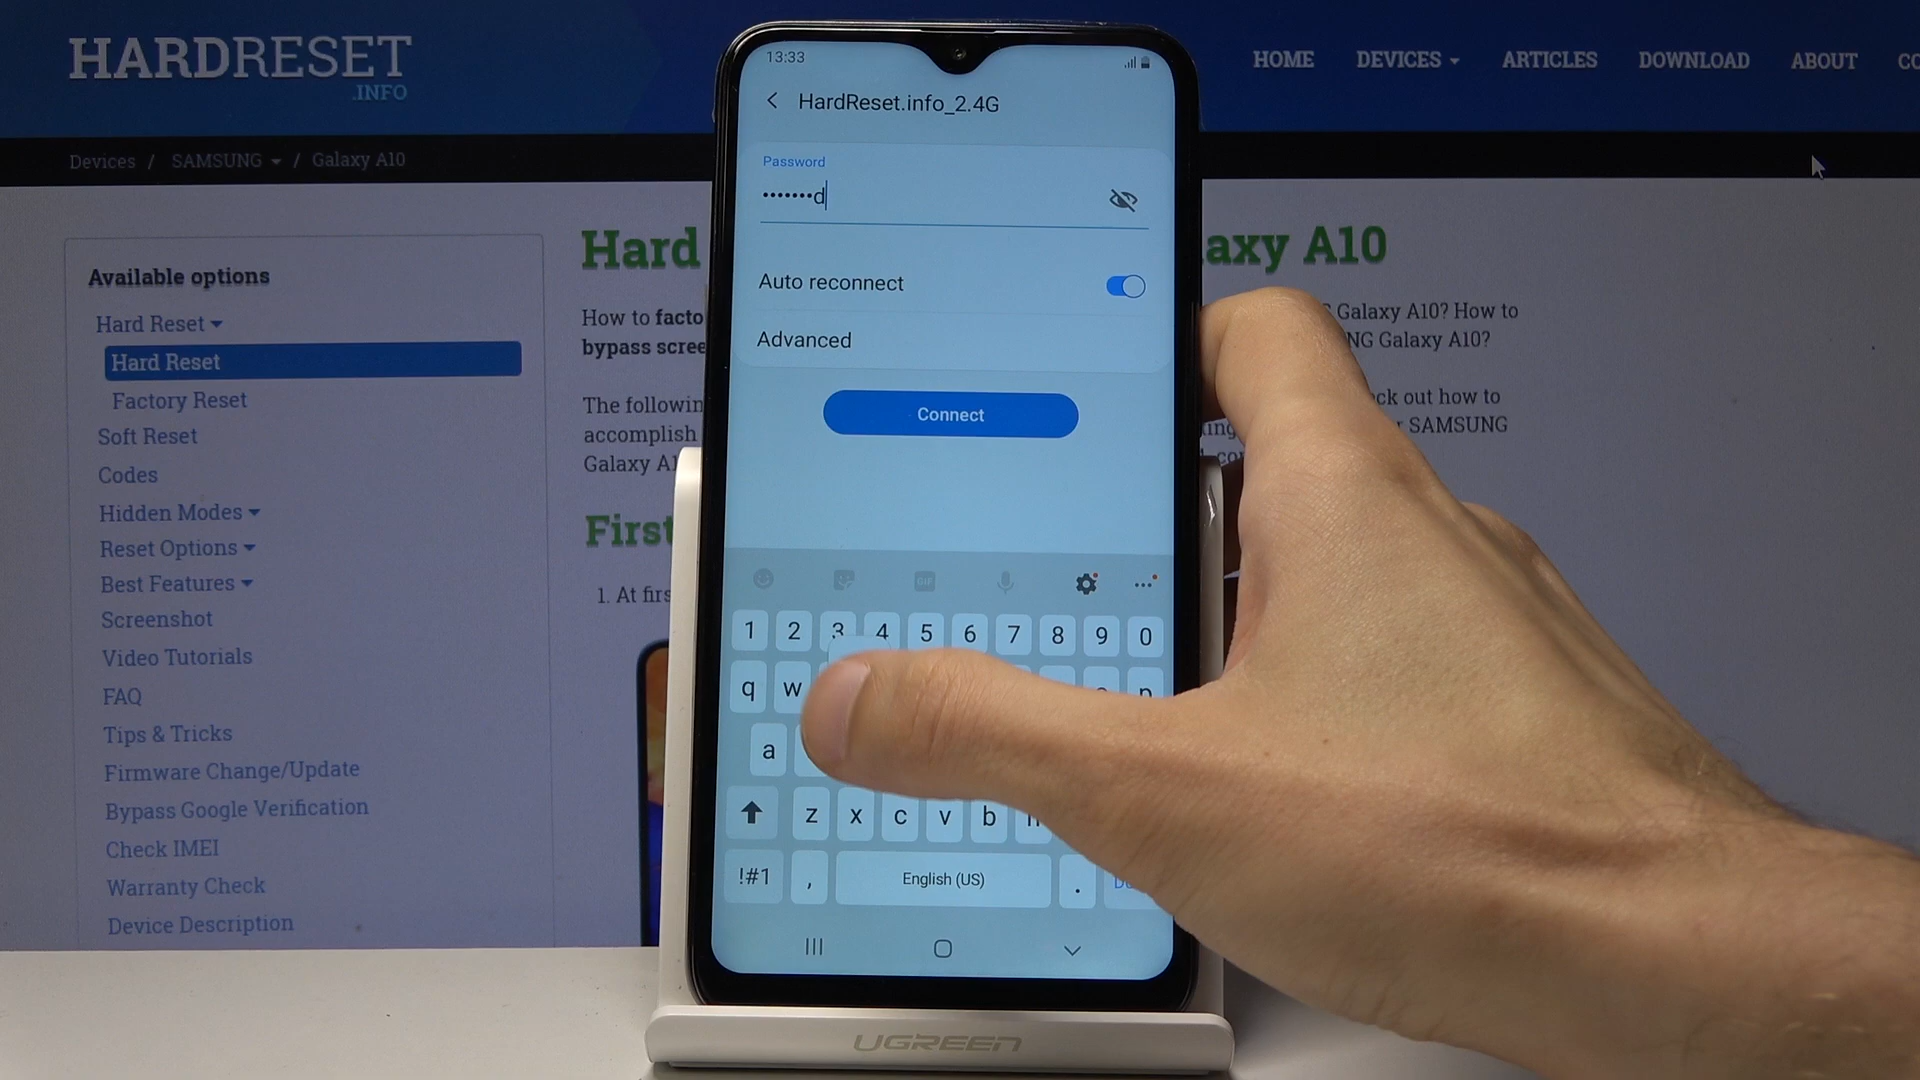 HARDRESET
.INFO
HOME DEVICES ARTICLES DOWNLOAD ABOUT
Devices / SAMSUNG / Galaxy A10
Available options
Hard Reset
Hard Reset
Factory Reset
Soft Reset
Codes
Hidden Modes
Reset Options
Best Features
Screenshot
Video Tutorials
FAQ
Tips & Tricks
Firmware Change/Update
Bypass Google Verification
Check IMEI
Warranty Check
Device Description
Hard
axy A10
How to facto
bypass scree
Galaxy A10? How to
NG Galaxy A10?
The followin
accomplish
Galaxy A1
ck out how to
SAMSUNG
First
1. At firs
13:33
HardReset.info_2.4G
Password
•••••••d
Auto reconnect
Advanced
Connect
GIF
1 2 3 4 5 6 7 8 9 0
q w
a
z x c v b
!#1 , English (US) .
UGREEN